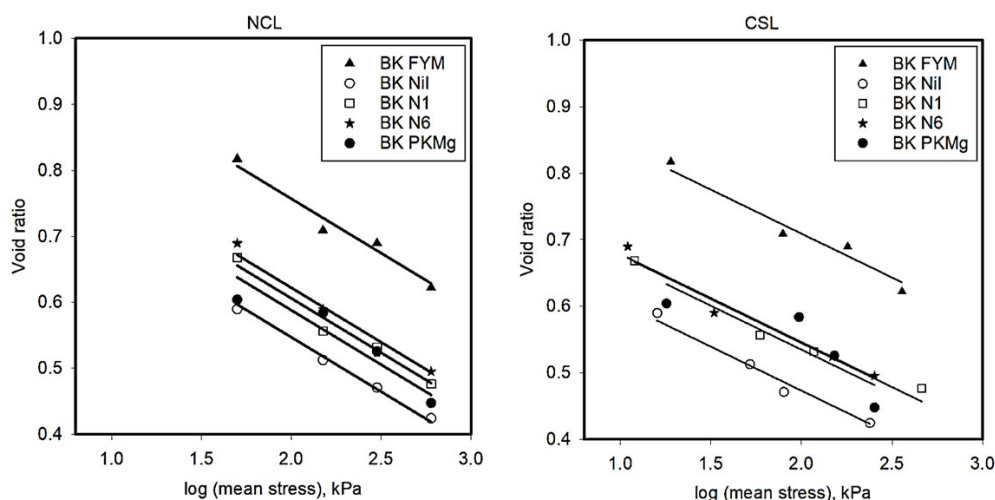 NCL
1.0
0.9
0.8
0.7
0.6
0.5
0.4
Void ratio
BK FYM
BK Nil
BK N1
BK N6
BK PKMg
1.0 1.5 2.0 2.5 3.0
log (mean stress), kPa
CSL
1.0
0.9
0.8
0.7
0.6
0.5
0.4
Void ratio
BK FYM
BK Nil
BK N1
BK N6
BK PKMg
1.0 1.5 2.0 2.5 3.0
log (mean stress), kPa